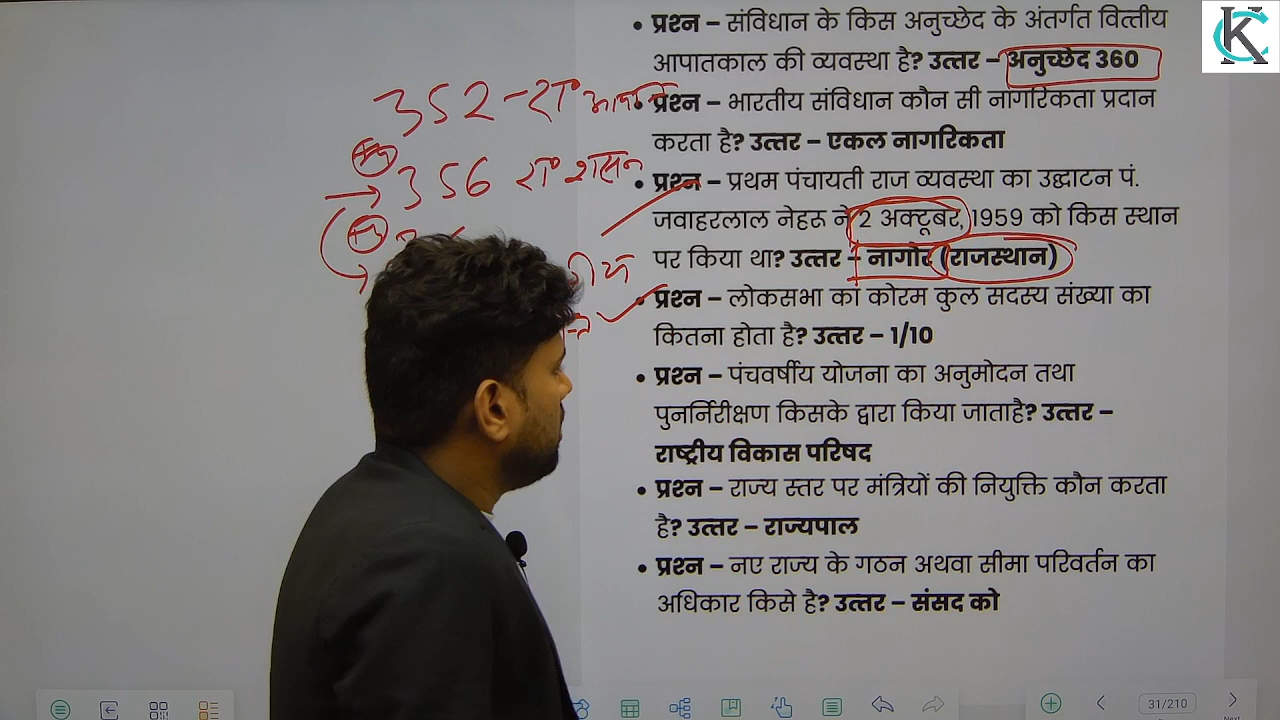 • प्रश्न – संविधान के किस अनुच्छेद के अंतर्गत वित्तीय
आपातकाल की व्यवस्था है? उत्तर – अनुच्छेद 360
• प्रश्न – भारतीय संविधान कौन सी नागरिकता प्रदान
करता है? उत्तर – एकल नागरिकता
• प्रश्न – प्रथम पंचायती राज व्यवस्था का उद्घाटन पं.
जवाहरलाल नेहरू ने 2 अक्टूबर, 1959 को किस स्थान
पर किया था? उत्तर – नागौर (राजस्थान)
• प्रश्न – लोकसभा का कोरम कुल सदस्य संख्या का
कितना होता है? उत्तर – 1/10
• प्रश्न – पंचवर्षीय योजना का अनुमोदन तथा
पुनर्निरीक्षण किसके द्वारा किया जाताहै? उत्तर –
राष्ट्रीय विकास परिषद
• प्रश्न – राज्य स्तर पर मंत्रियों की नियुक्ति कौन करता
है? उत्तर – राज्यपाल
• प्रश्न – नए राज्य के गठन अथवा सीमा परिवर्तन का
अधिकार किसे है? उत्तर – संसद को
352 – रा०
356 रा० शासन
KC
31/210
Next